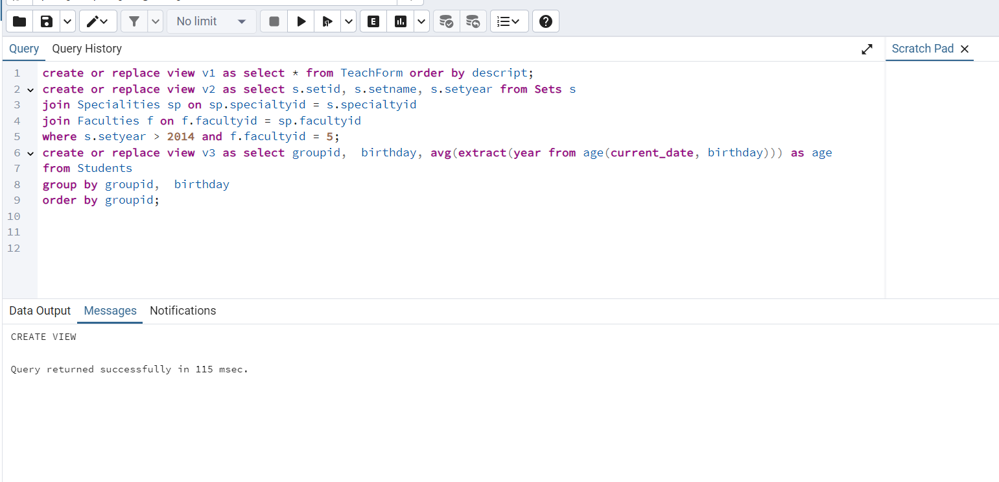 No limit
E
Query Query History Scratch Pad
1 create or replace view v1 as select * from TeachForm order by descript;
2 create or replace view v2 as select s.setid, s.setname, s.setyear from Sets s
3 join Specialities sp on sp.specialtyid = s.specialtyid
4 join Faculties f on f.facultyid = sp.facultyid
5 where s.setyear > 2014 and f.facultyid = 5;
6 create or replace view v3 as select groupid,  birthday, avg(extract(year from age(current_date, birthday))) as age
7 from Students
8 group by groupid,  birthday
9 order by groupid;
10
11
12
Data Output Messages Notifications
CREATE VIEW
Query returned successfully in 115 msec.